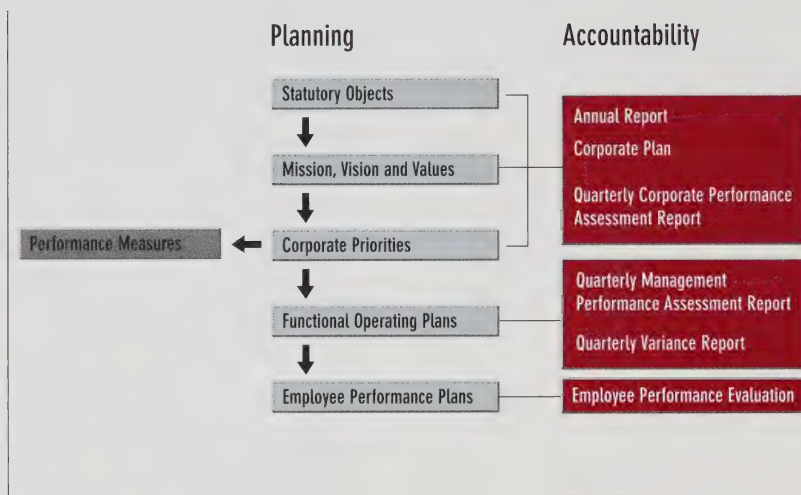 Planning
Accountability
Statutory Objects
Mission, Vision and Values
Corporate Priorities
Functional Operating Plans
Employee Performance Plans
Performance Measures
Annual Report
Corporate Plan
Quarterly Corporate Performance
Assessment Report
Quarterly Management
Performance Assessment Report
Quarterly Variance Report
Employee Performance Evaluation